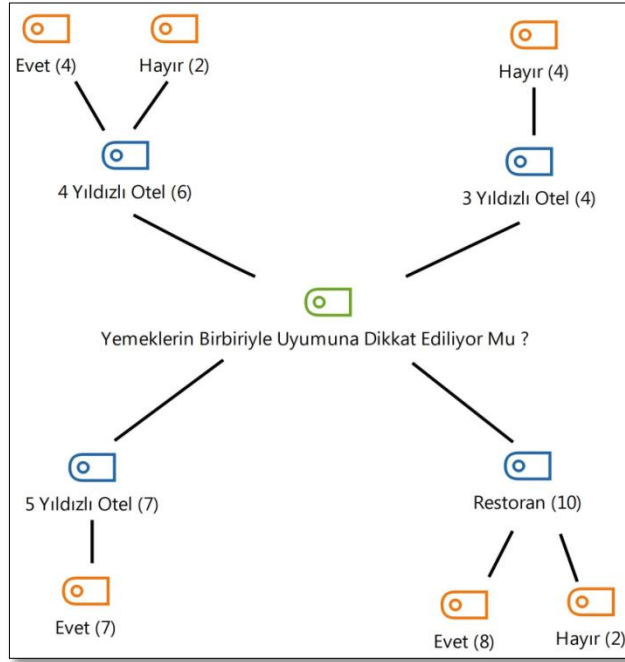 Evet (4)
Hayır (2)
Hayır (4)
4 Yıldızlı Otel (6)
3 Yıldızlı Otel (4)
Yemeklerin Birbiriyle Uyumuna Dikkat Ediliyor Mu ?
5 Yıldızlı Otel (7)
Restoran (10)
Evet (7)
Evet (8)
Hayır (2)